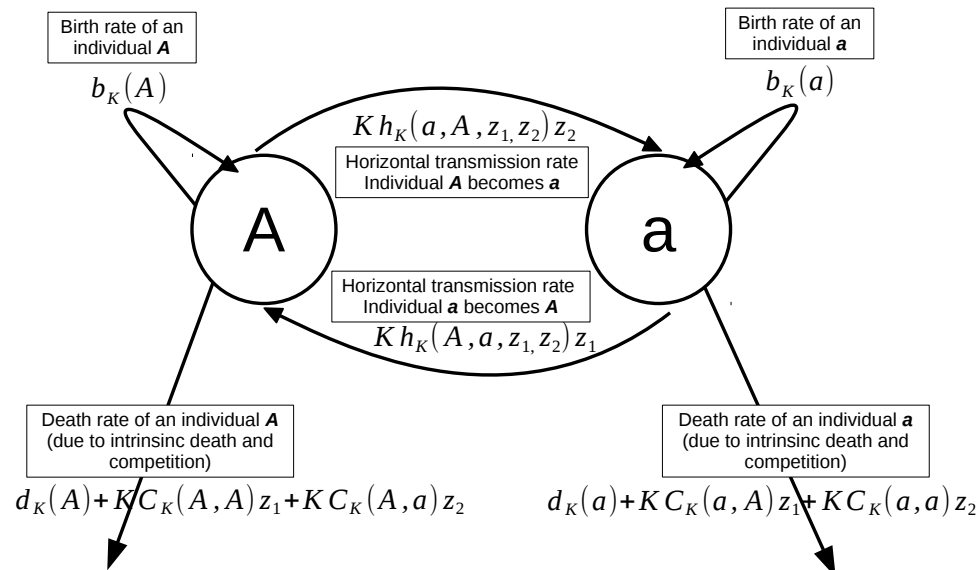 Birth rate of an
individual A
b_K(A)
Birth rate of an
individual a
b_K(a)
K h_K(a, A, z_1, z_2) z_2
Horizontal transmission rate
Individual A becomes a
A
a
Horizontal transmission rate
Individual a becomes A
K h_K(A, a, z_1, z_2) z_1
Death rate of an individual A
(due to intrinsinc death and
competition)
d_K(A)+K C_K(A, A) z_1+K C_K(A, a) z_2
Death rate of an individual a
(due to intrinsinc death and
competition)
d_K(a)+K C_K(a, A) z_1+K C_K(a, a) z_2